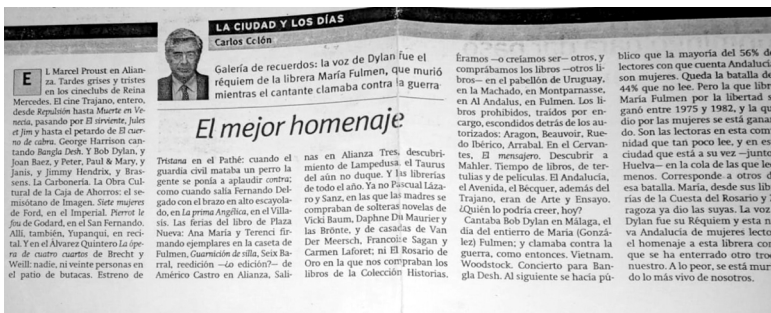 LA CIUDAD Y LOS DÍAS
Carlos Colón
Galería de recuerdos: la voz de Dylan fue el
réquiem de la librera María Fulmen, que murió
mientras el cantante clamaba contra la guerra
El mejor homenaje
EL Marcel Proust en Alian-
za. Tardes grises y tristes
en los cineclubs de Reina
Mercedes. El cine Trajano, entero,
desde Repulsión hasta Muerte en Ve-
necia, pasando por El sirviente, Jules
et Jim y hasta el petardo de El cuer-
no de cabra. George Harrison can-
tando Bangla Desh. Y Bob Dylan, y
Joan Baez, y Peter, Paul & Mary, y
Janis, y Jimmy Hendrix, y Bras-
sens. La Carbonería. La Obra Cul-
tural de la Caja de Ahorros: el se-
misótano de Imagen. Siete mujeres
de Ford, en el Imperial. Pierrot le
fou de Godard, en el San Fernando.
Allí, también, Yupanqui, en reci-
tal. Y en el Álvarez Quintero La ópe-
ra de cuatro cuartos de Brecht y
Weill: nadie, ni veinte personas en
el patio de butacas. Estreno de
Tristana en el Pathé: cuando el
guardia civil mataba un perro la
gente se ponía a aplaudir contra;
como cuando salía Fernando Del-
gado con el brazo en alto escayola-
do, en La prima Angélica, en el Villa-
sis. Las ferias del libro de Plaza
Nueva: Ana María y Terenci fir-
mando ejemplares en la caseta de
Fulmen, Guarnición de silla, Seix Ba-
rral, reedición —¿o edición?— de
Américo Castro en Alianza, Sali-
nas en Alianza Tres, descubri-
miento de Lampedusa, el Taurus
del aún no duque. Y las librerías
de todo el año. Ya no Pascual Láza-
ro y Sanz, en las que las madres se
compraban de solteras novelas de
Vicki Baum, Daphne Du Maurier y
las Brönte, y de casadas de Van
Der Meersch, Francoise Sagan y
Carmen Laforet; ni El Rosario de
Oro en la que nos compraban los
libros de la Colección Historias.
Éramos —o creíamos ser— otros, y
comprábamos los libros —otros li-
bros— en el pabellón de Uruguay,
en la Machado, en Montparnasse,
en Al Andalus, en Fulmen. Los li-
bros prohibidos, traídos por en-
cargo, escondidos detrás de los au-
torizados: Aragon, Beauvoir, Rue-
do Ibérico, Arrabal. En el Cervan-
tes, El mensajero. Descubrir a
Mahler. Tiempo de libros, de ter-
tulias y de películas. El Andalucía,
el Avenida, el Bécquer, además del
Trajano, eran de Arte y Ensayo.
¿Quién lo podría creer, hoy?
Cantaba Bob Dylan en Málaga, el
día del entierro de María (Gonzá-
lez) Fulmen; y clamaba contra la
guerra, como entonces. Vietnam.
Woodstock. Concierto para Ban-
gla Desh. Al siguiente se hacía pú-
blico que la mayoría del 56% de
lectores con que cuenta Andalucía
son mujeres. Queda la batalla del
44% que no lee. Pero la que libró
María Fulmen por la libertad se
ganó entre 1975 y 1982, y la que
dio por las mujeres se está ganan-
do. Son las lectoras en esta comu-
nidad que tan poco lee, y en esta
ciudad que está a su vez —junto a
Huelva— en la cola de las que leen
menos. Corresponde a otros dar
esa batalla. María, desde sus libre-
rías de la Cuesta del Rosario y Za-
ragoza ya dio las suyas. La voz de
Dylan fue su Réquiem y esta nue-
va Andalucía de mujeres lectoras
el homenaje a esta librera con la
que se ha enterrado otro trozo
nuestro. A lo peor, se está murien-
do lo más vivo de nosotros.